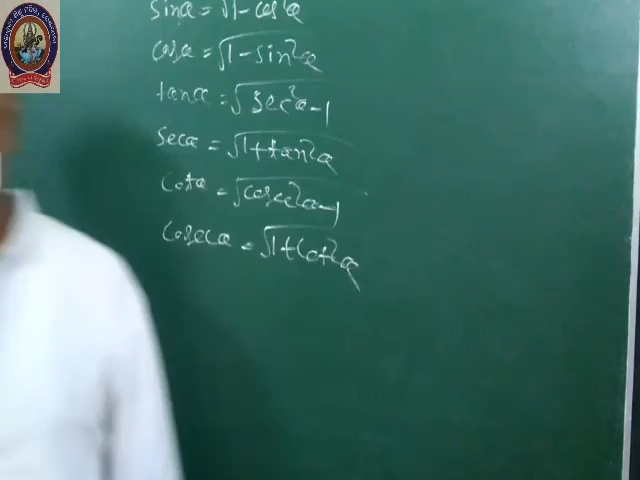 sinα = √1-cos²α
cosα = √1-sin²α
tanα = √sec²α-1
secα = √1+tan²α
cotα = √cosec²α-1
cosecα = √1+cot²α